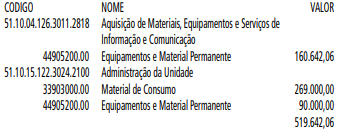 CODIGO NOME VALOR
51.10.04.126.3011.2818 Aquisição de Materiais, Equipamentos e Serviços de
Informação e Comunicação
44905200.00 Equipamentos e Material Permanente 160.642,06
51.10.15.122.3024.2100 Administração da Unidade
33903000.00 Material de Consumo 269.000,00
44905200.00 Equipamentos e Material Permanente 90.000,00
519.642,06